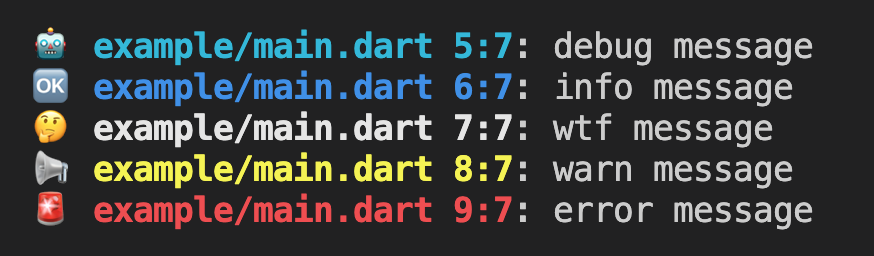 🤖 example/main.dart 5:7: debug message
🆗 example/main.dart 6:7: info message
🤔 example/main.dart 7:7: wtf message
📢 example/main.dart 8:7: warn message
🚨 example/main.dart 9:7: error message